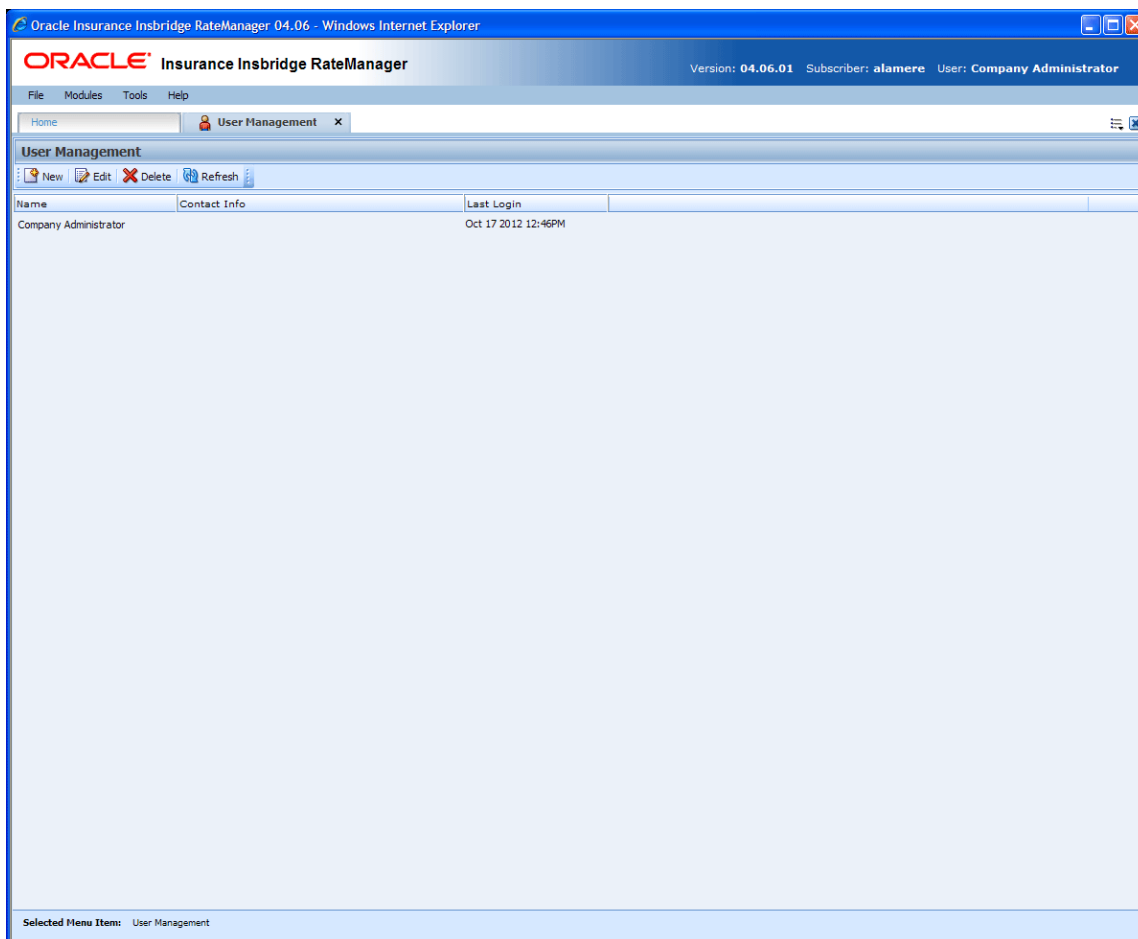 Oracle Insurance Insbridge RateManager 04.06 - Windows Internet Explorer
ORACLE Insurance Insbridge RateManager
Version: 04.06.01 Subscriber: alamere User: Company Administrator
File Modules Tools Help
Home User Management x
User Management
New Edit Delete Refresh
Name Contact Info Last Login
Company Administrator Oct 17 2012 12:46PM
Selected Menu Item: User Management